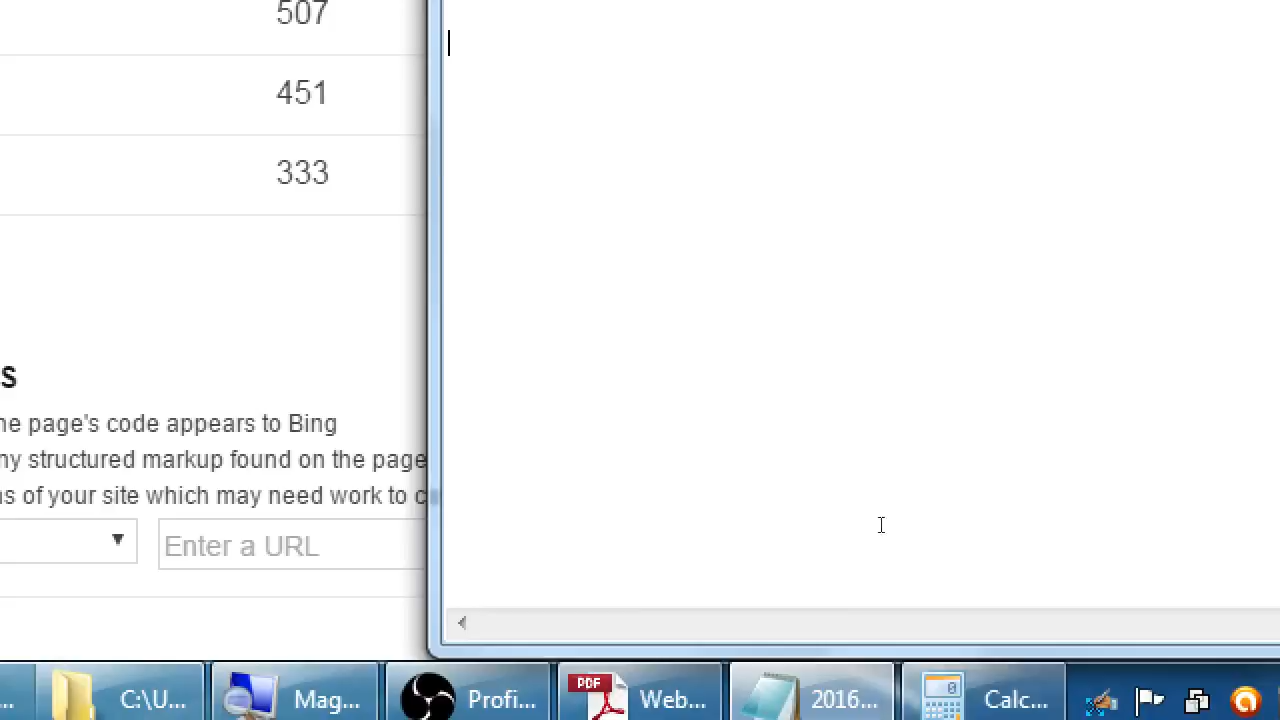 507
451
333
s
he page's code appears to Bing
ny structured markup found on the page
ns of your site which may need work to c
Enter a URL
... C:\U... Mag... Profi... PDF Web... 2016... Calc...